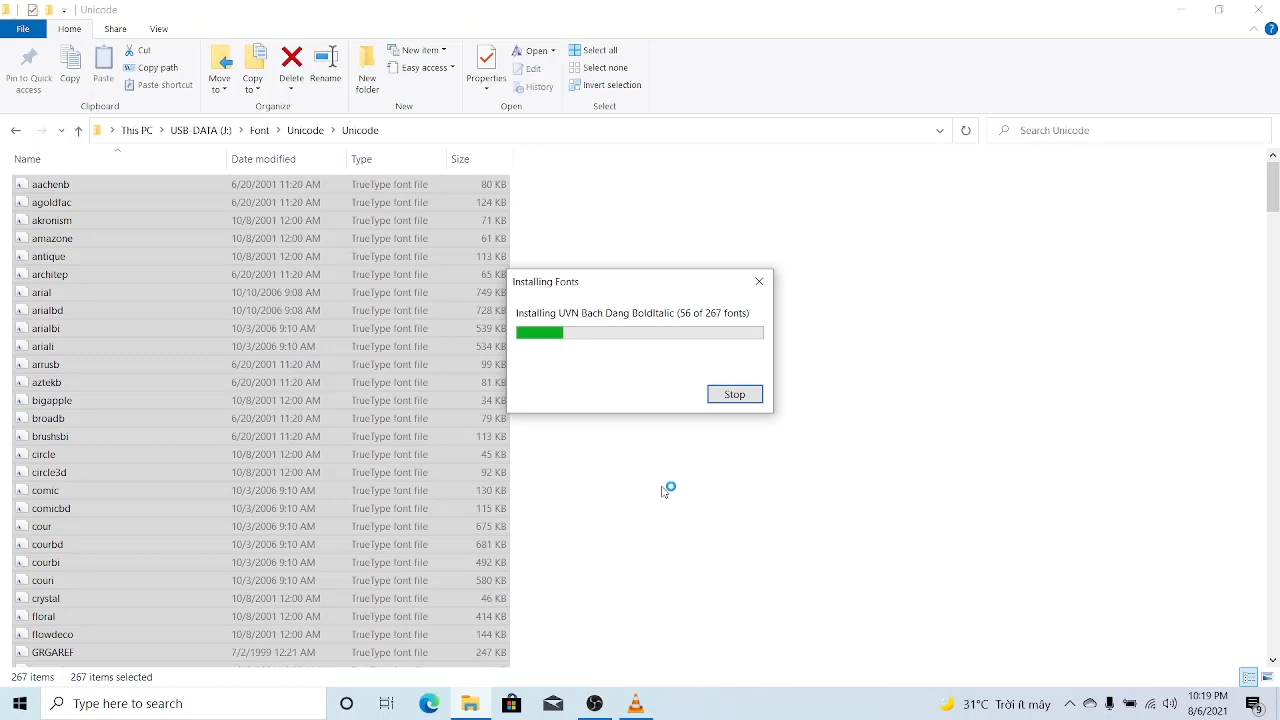 Unicode
File
Home
Share
View
Pin to Quick access
Copy
Paste
Cut
Copy path
Paste shortcut
Clipboard
Move to
Copy to
Delete
Rename
Organize
New folder
New item
Easy access
New
Properties
Open
Edit
History
Open
Select all
Select none
Invert selection
Select
This PC
USB-DATA (J:)
Font
Unicode
Unicode
Search Unicode
Name Date modified Type Size
aachenb 6/20/2001 11:20 AM TrueType font file 80 KB
agoldfac 6/20/2001 11:20 AM TrueType font file 124 KB
akronism 10/8/2001 12:00 AM TrueType font file 71 KB
amazone 10/8/2001 12:00 AM TrueType font file 61 KB
antique 10/8/2001 12:00 AM TrueType font file 113 KB
architep 6/20/2001 11:20 AM TrueType font file 65 KB
arial 10/10/2006 9:08 AM TrueType font file 749 KB
arialbd 10/10/2006 9:08 AM TrueType font file 728 KB
arialbi 10/3/2006 9:10 AM TrueType font file 539 KB
ariali 10/3/2006 9:10 AM TrueType font file 534 KB
arrusb 6/20/2001 11:20 AM TrueType font file 99 KB
aztekb 6/20/2001 11:20 AM TrueType font file 81 KB
bigapple 10/8/2001 12:00 AM TrueType font file 34 KB
broadb 6/20/2001 11:20 AM TrueType font file 79 KB
brushsbi 6/20/2001 11:20 AM TrueType font file 113 KB
circle 10/8/2001 12:00 AM TrueType font file 45 KB
circle3d 10/8/2001 12:00 AM TrueType font file 92 KB
comic 10/3/2006 9:10 AM TrueType font file 130 KB
comicbd 10/3/2006 9:10 AM TrueType font file 115 KB
cour 10/3/2006 9:10 AM TrueType font file 675 KB
courbd 10/3/2006 9:10 AM TrueType font file 681 KB
courbi 10/3/2006 9:10 AM TrueType font file 492 KB
couri 10/3/2006 9:10 AM TrueType font file 580 KB
crystal 10/8/2001 12:00 AM TrueType font file 46 KB
floral 10/8/2001 12:00 AM TrueType font file 414 KB
flowdeco 10/8/2001 12:00 AM TrueType font file 144 KB
GRGAREF 7/2/1999 12:21 AM TrueType font file 247 KB
Installing Fonts
Installing UVN Bach Dang BoldItalic (56 of 267 fonts)
Stop
267 items
267 items selected
Type here to search
31°C Trời ít mây
10:19 PM
8/6/2021